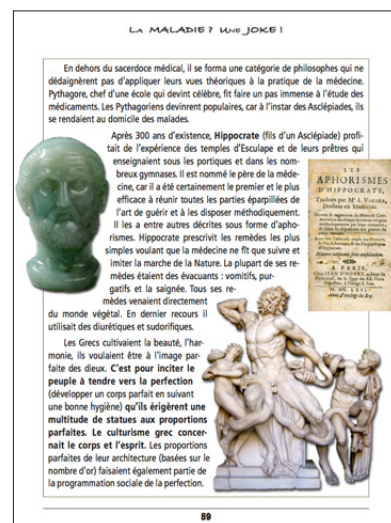 LA MALADIE? UNE JOKE!
En dehors du sacerdoce médical, il se forma une catégorie de philosophes qui ne
dédaignèrent pas d'appliquer leurs vues théoriques à la pratique de la médecine.
Pythagore, chef d'une école qui devint célèbre, fit faire un pas immense à l'étude des
médicaments. Les Pythagoriens devinrent populaires, car à l'instar des Asclépiades, ils
se rendaient au domicile des malades.
Après 300 ans d'existence, Hippocrate (fils d'un Asclépiade) profi-
tait de l'expérience des temples d'Esculape et de leurs prêtres qui
enseignaient sous les portiques et dans les nom-
breux gymnases. Il est nommé le père de la méde-
cine, car il a été certainement le premier et le plus
efficace à réunir toutes les parties éparpillées de
l'art de guérir et à les disposer méthodiquement.
Il les a entre autres décrites sous forme d'apho-
rismes. Hippocrate prescrivit les remèdes les plus
simples voulant que la médecine ne fît que suivre et
imiter la marche de la Nature. La plupart de ses re-
mèdes étaient des évacuants : vomitifs, pur-
gatifs et la saignée. Tous ses re-
mèdes venaient directement
du monde végétal. En dernier recours il
utilisait des diurétiques et sudorifiques.
Les Grecs cultivaient la beauté, l'har-
monie, ils voulaient être à l'image par-
faite des dieux. C'est pour inciter le
peuple à tendre vers la perfection
(développer un corps parfait en suivant
une bonne hygiène) qu'ils érigèrent une
multitude de statues aux proportions
parfaites. Le culturisme grec concer-
nait le corps et l'esprit. Les proportions
parfaites de leur architecture (basées sur le
nombre d'or) faisaient également partie de
la programmation sociale de la perfection.
LES
APHORISMES
D'HIPPOCRATE,
A PARIS,
59